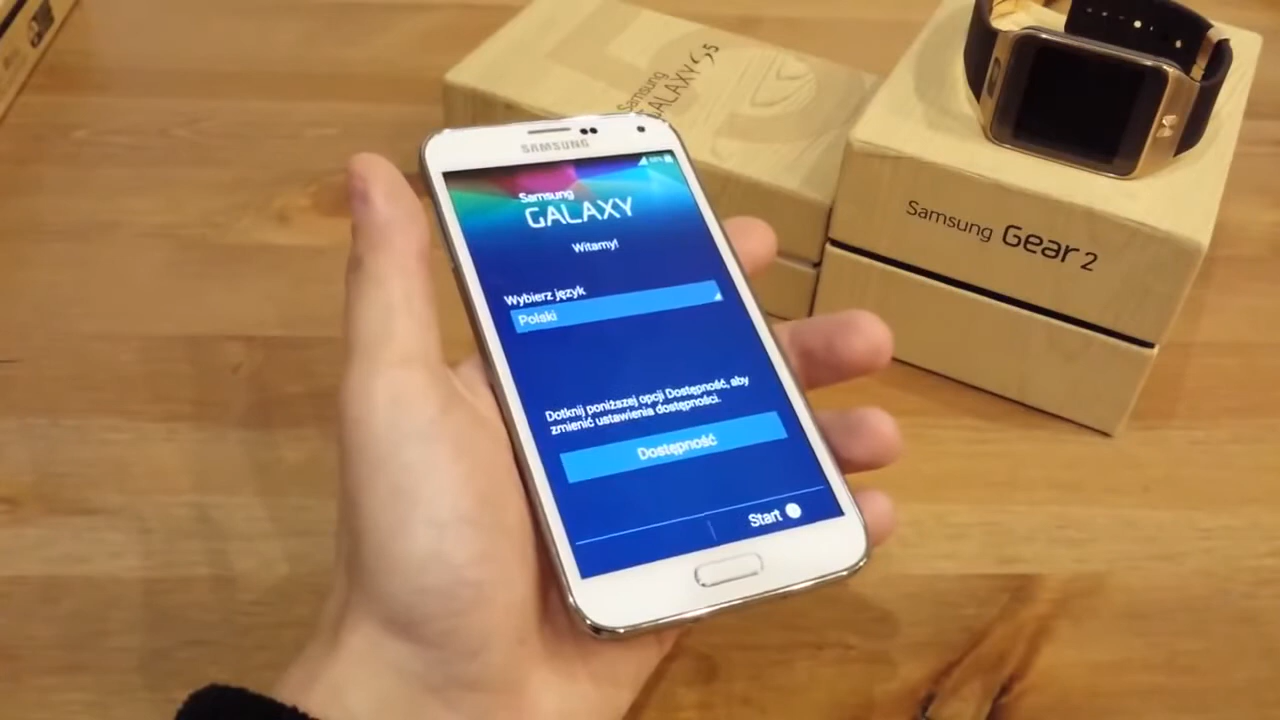 Samsung
GALAXY S5
Samsung Gear 2
SAMSUNG
Samsung
GALAXY
Witamy!
Wybierz język
Polski
Dotknij poniższej opcji Dostępność, aby
zmienić ustawienia dostępności.
Dostępność
Start